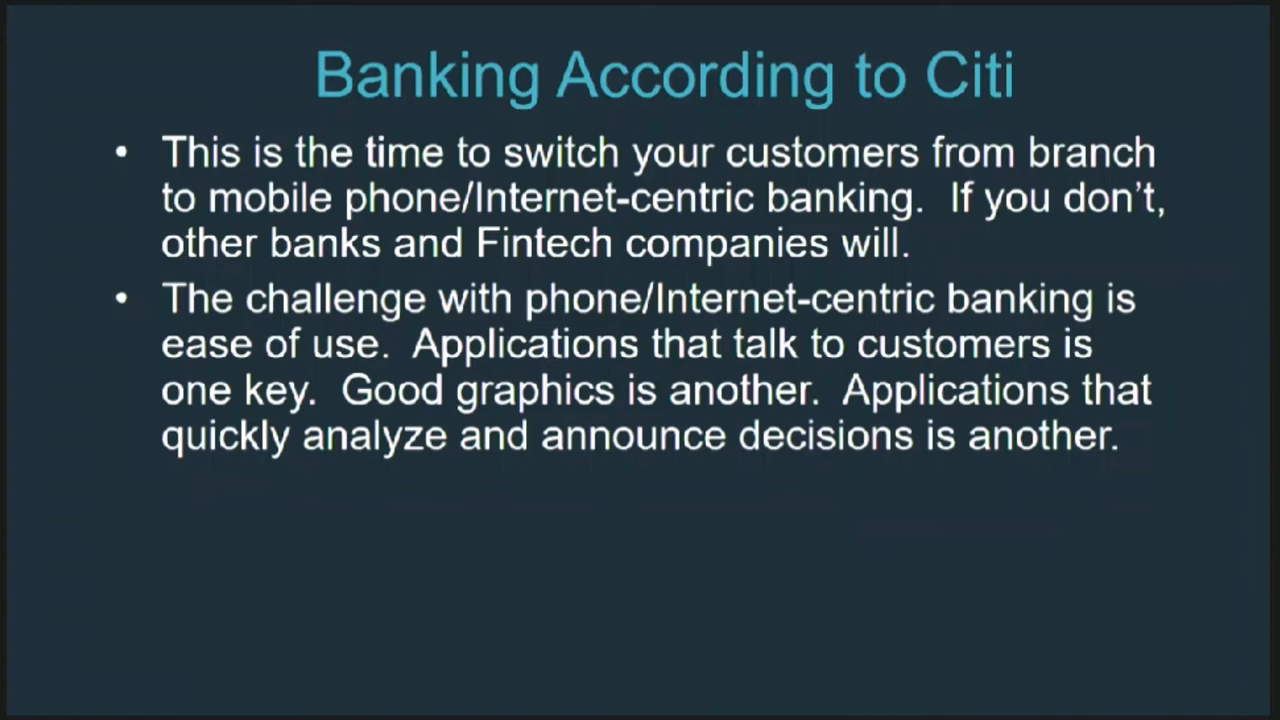 Banking According to Citi
• This is the time to switch your customers from branch
to mobile phone/Internet-centric banking.  If you don’t,
other banks and Fintech companies will.
• The challenge with phone/Internet-centric banking is
ease of use.  Applications that talk to customers is
one key.  Good graphics is another.  Applications that
quickly analyze and announce decisions is another.